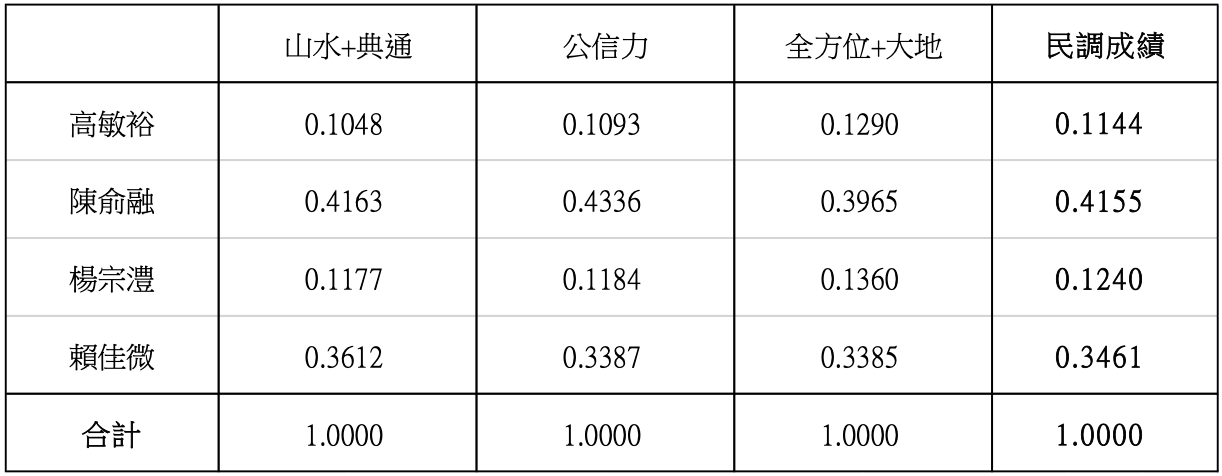 山水+典通 公信力 全方位+大地 民調成績
高敏裕 0.1048 0.1093 0.1290 0.1144
陳俞融 0.4163 0.4336 0.3965 0.4155
楊宗澧 0.1177 0.1184 0.1360 0.1240
賴佳微 0.3612 0.3387 0.3385 0.3461
合計 1.0000 1.0000 1.0000 1.0000